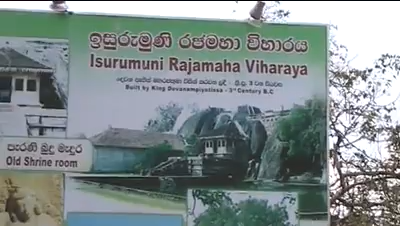 ඉසුරුමුණි රජමහා විහාරය
Isurumuni Rajamaha Viharaya
Built by King Devanampiyatissa - 3rd Century B.C
පැරණි බුදු මැදුර
Old Shrine room